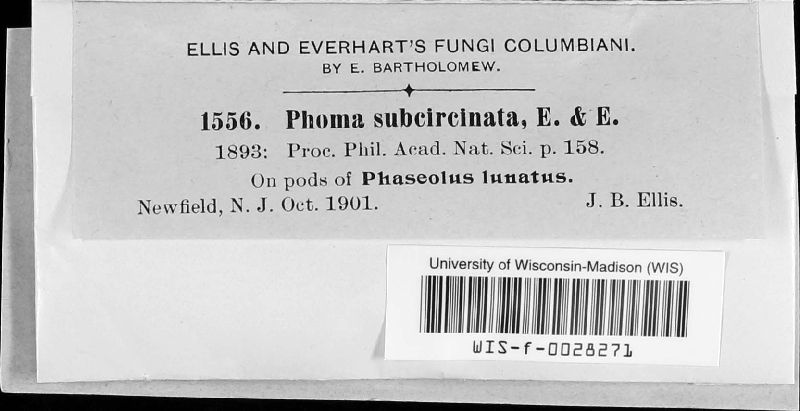 ELLIS AND EVERHART'S FUNGI COLUMBIANI.
BY E. BARTHOLOMEW.
1556. Phoma subcircinata, E. & E.
1893: Proc. Phil. Acad. Nat. Sci. p. 158.
On pods of Phaseolus lunatus.
Newfield, N. J. Oct. 1901. J. B. Ellis.
University of Wisconsin-Madison (WIS)
WIS-f-0028271